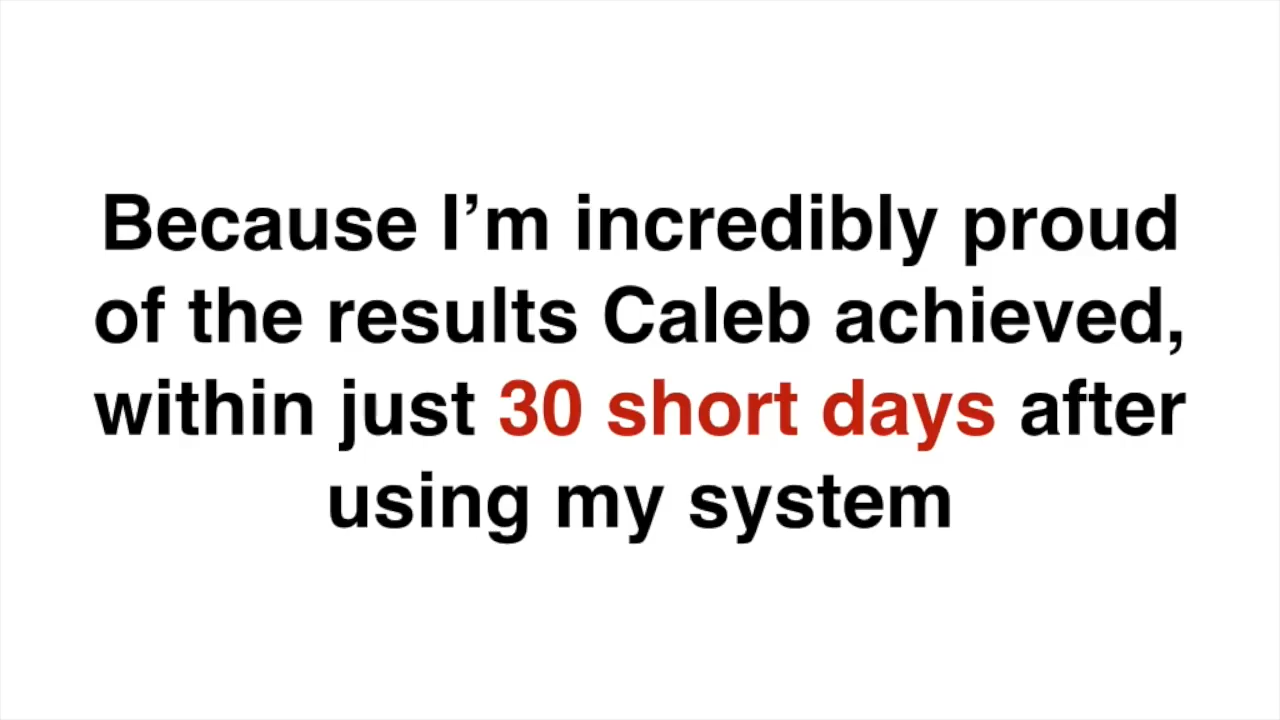 Because I’m incredibly proud
of the results Caleb achieved,
within just 30 short days after
using my system